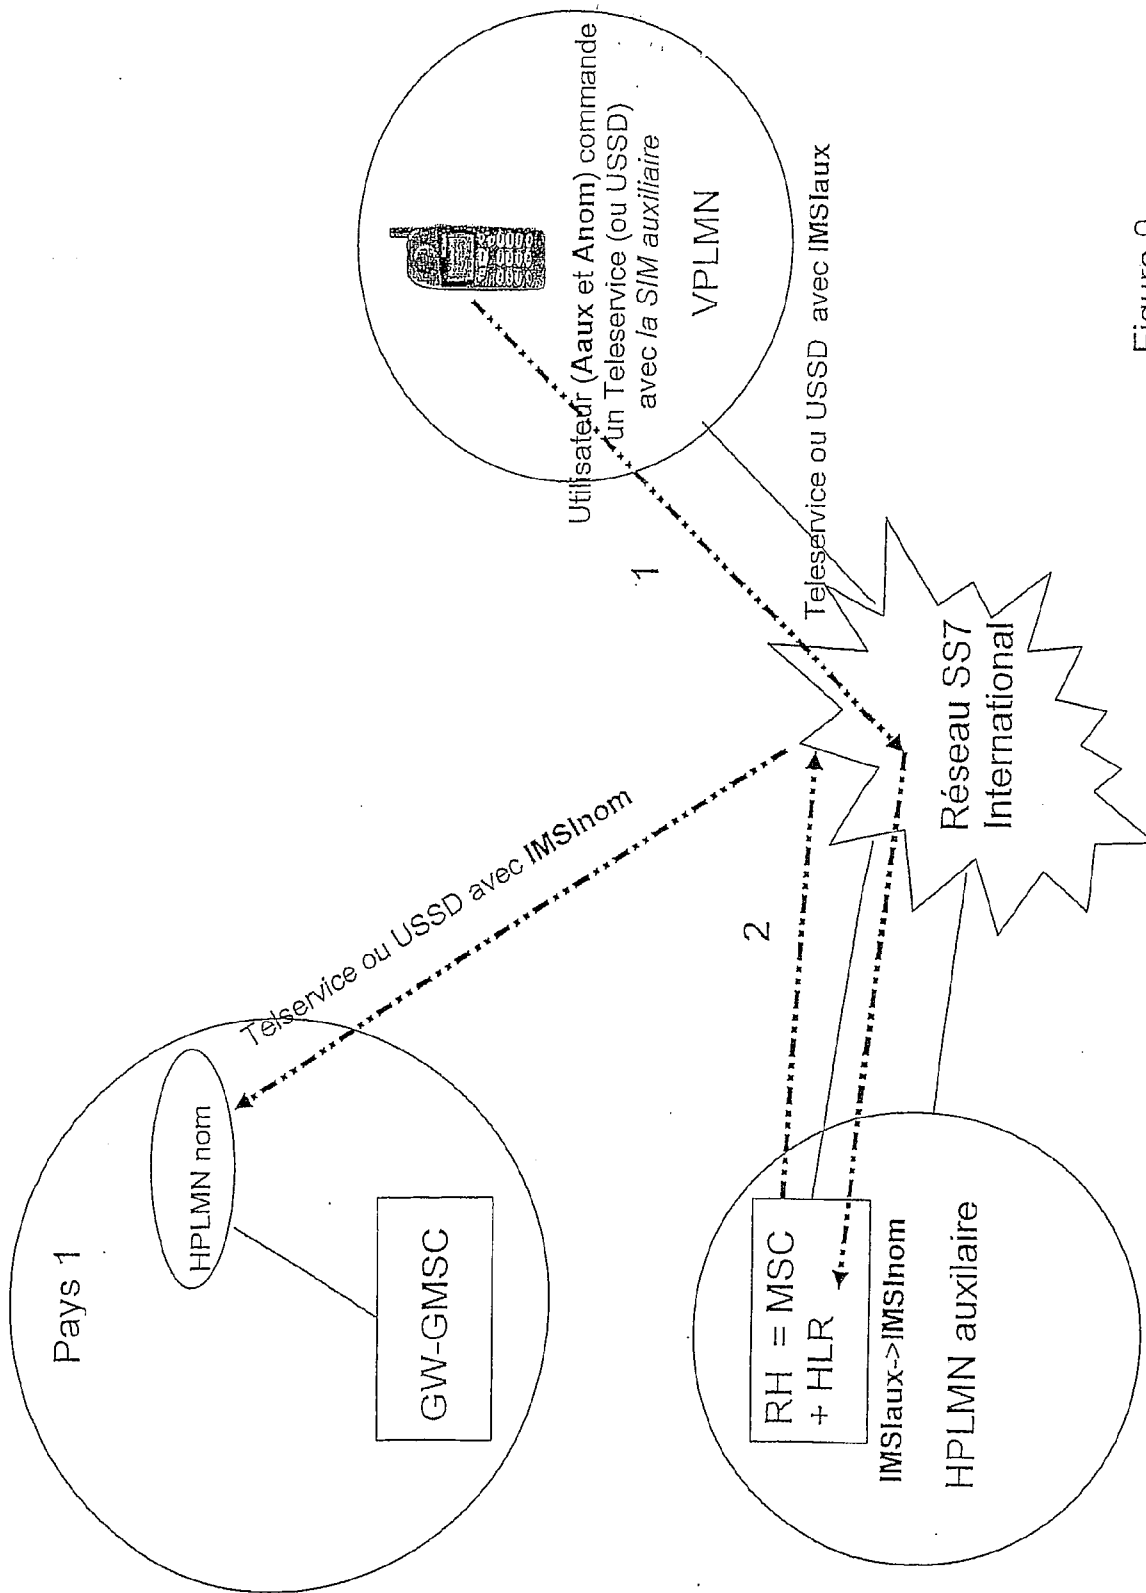 Pays 1
HPLMN nom
GW-GMSC
Telservice ou USSD avec IMSInom
Utilisateur (Aaux et Anom) commande
un Teleservice (ou USSD)
avec la SIM auxiliaire
VPLMN
1
Teleservice ou USSD avec IMSIaux
2
RH = MSC
+ HLR
IMSIaux->IMSInom
HPLMN auxilaire
Réseau SS7
International
Figure